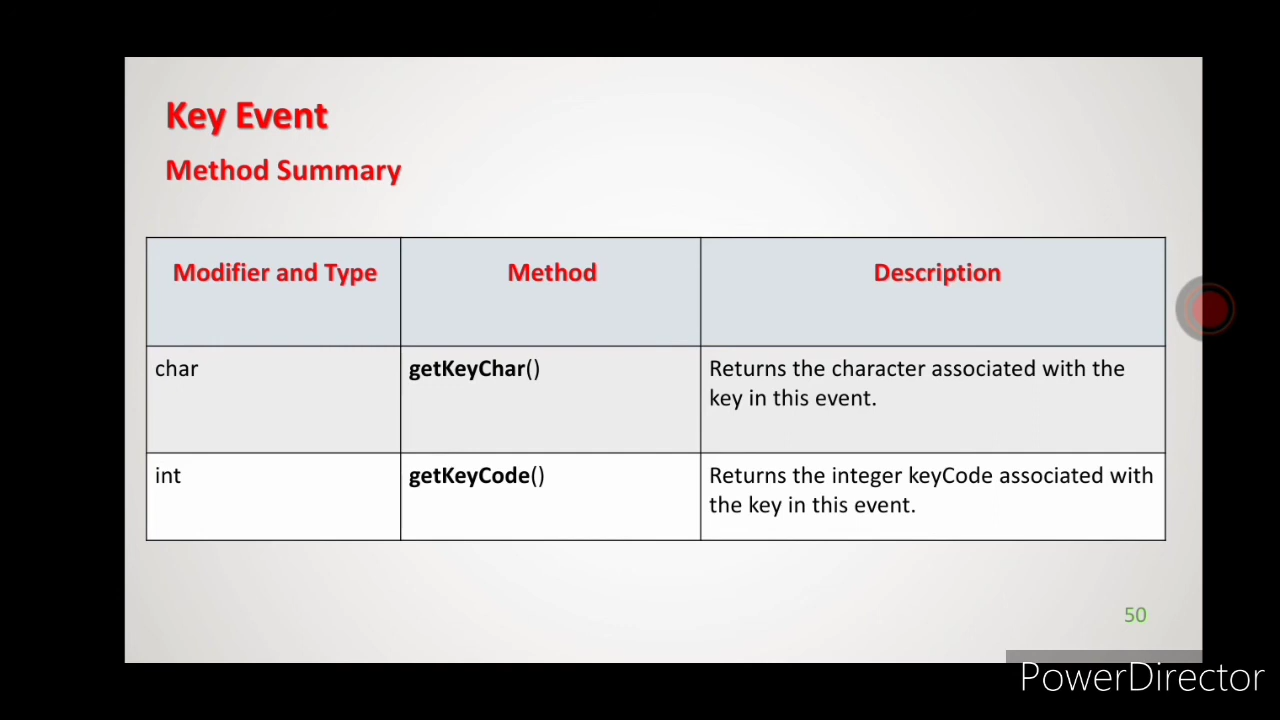 Key Event
Method Summary
Modifier and Type Method Description
char getKeyChar() Returns the character associated with the
key in this event.
int getKeyCode() Returns the integer keyCode associated with
the key in this event.
50
PowerDirector